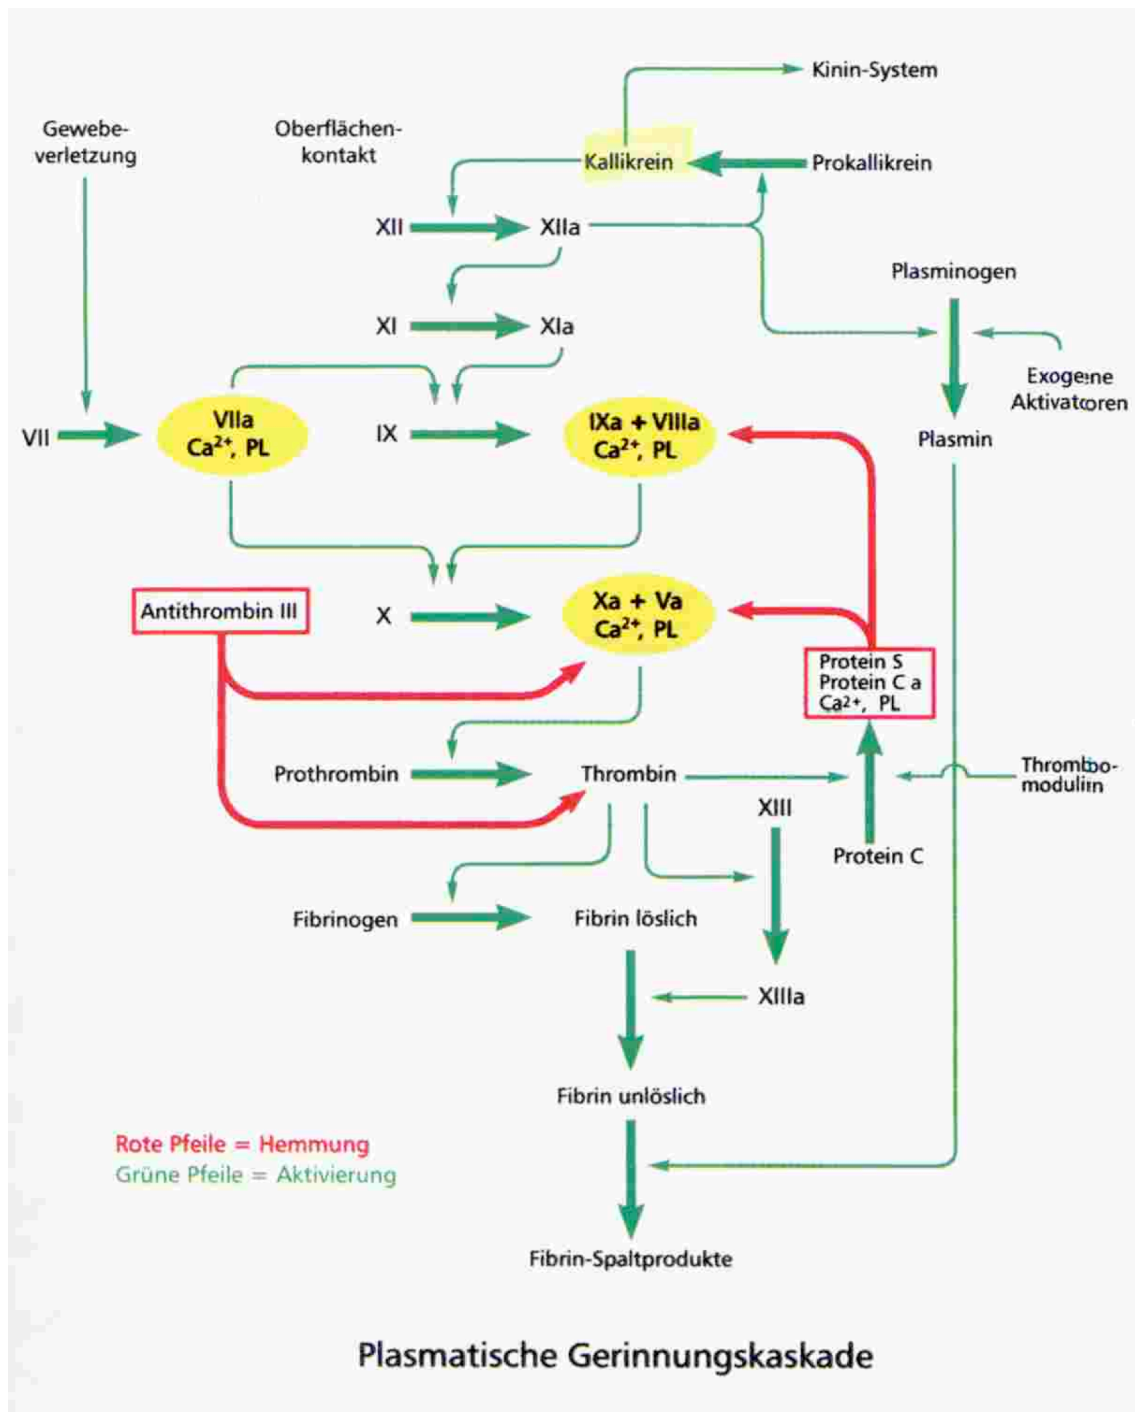 Kinin-System
Gewebe-
verletzung
Oberflächen-
kontakt
Kallikrein
Prokallikrein
XII
XIIa
Plasminogen
XI
XIa
Exogene
Aktivatoren
VII
VIIa
Ca2+, PL
IX
IXa + VIIIa
Ca2+, PL
Plasmin
Antithrombin III
X
Xa + Va
Ca2+, PL
Protein S
Protein C a
Ca2+, PL
Prothrombin
Thrombin
Thrombo-
modulin
XIII
Protein C
Fibrinogen
Fibrin löslich
XIIIa
Fibrin unlöslich
Rote Pfeile = Hemmung
Grüne Pfeile = Aktivierung
Fibrin-Spaltprodukte
Plasmatische Gerinnungskaskade